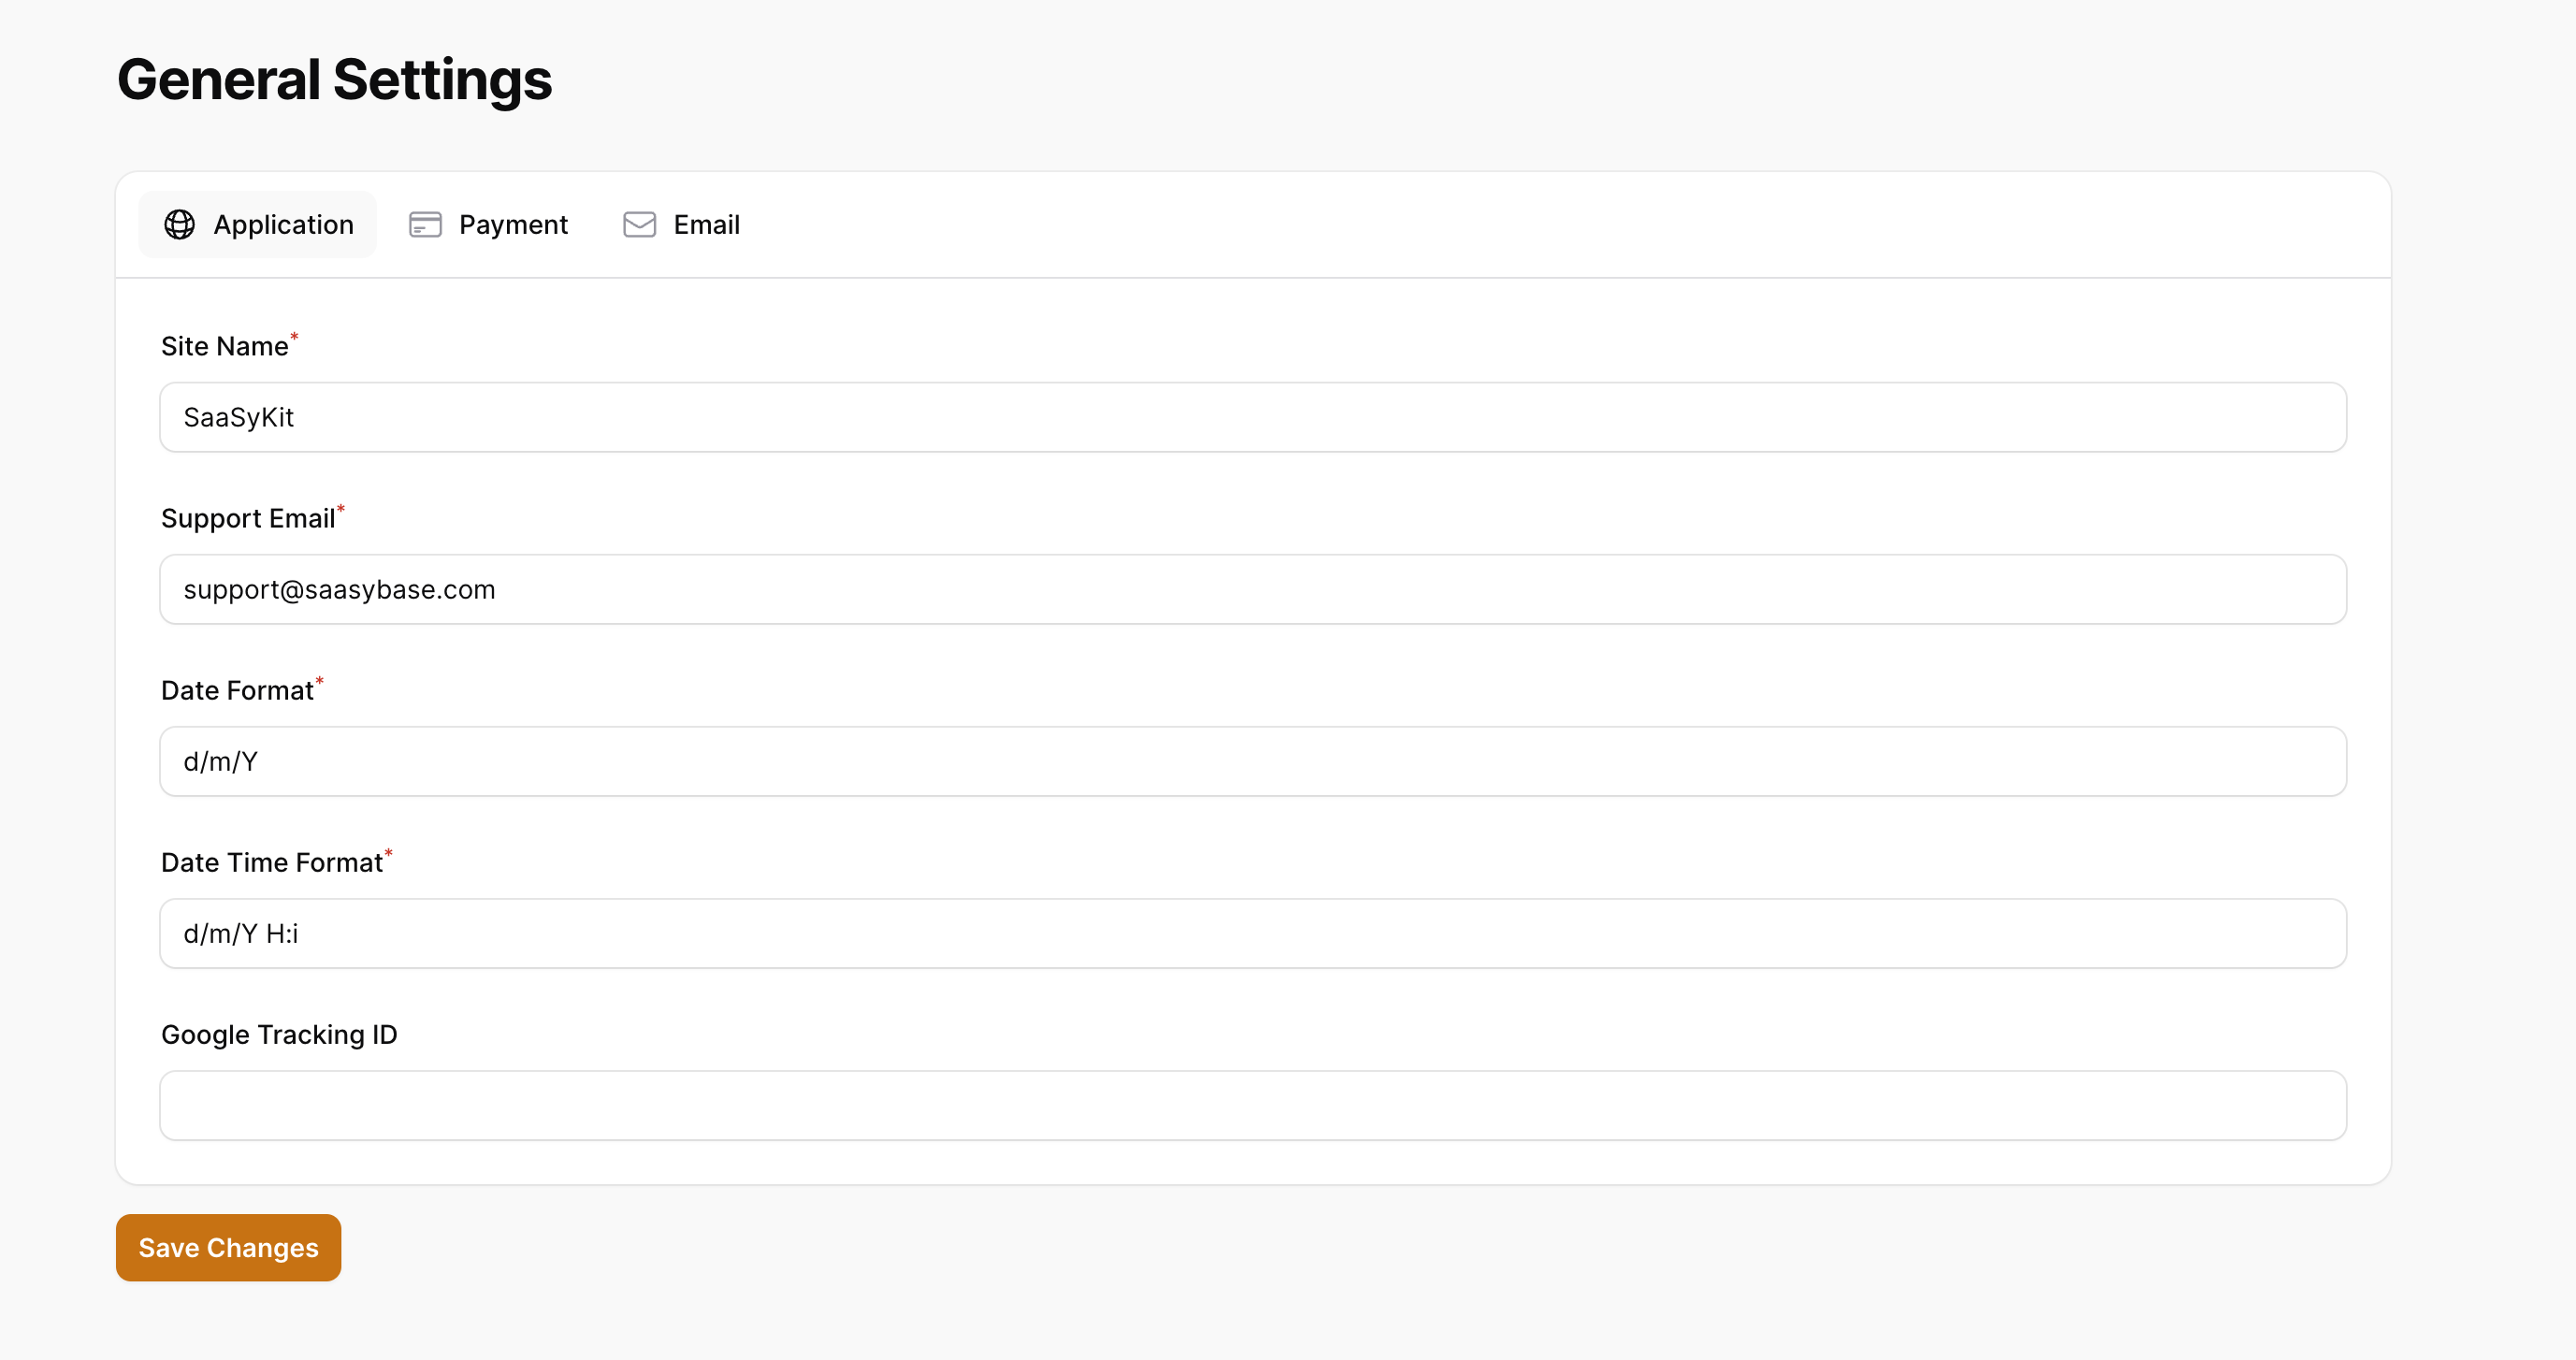 General Settings
Application Payment Email
Site Name*
SaaSyKit
Support Email*
support@saasybase.com
Date Format*
d/m/Y
Date Time Format*
d/m/Y H:i
Google Tracking ID
Save Changes